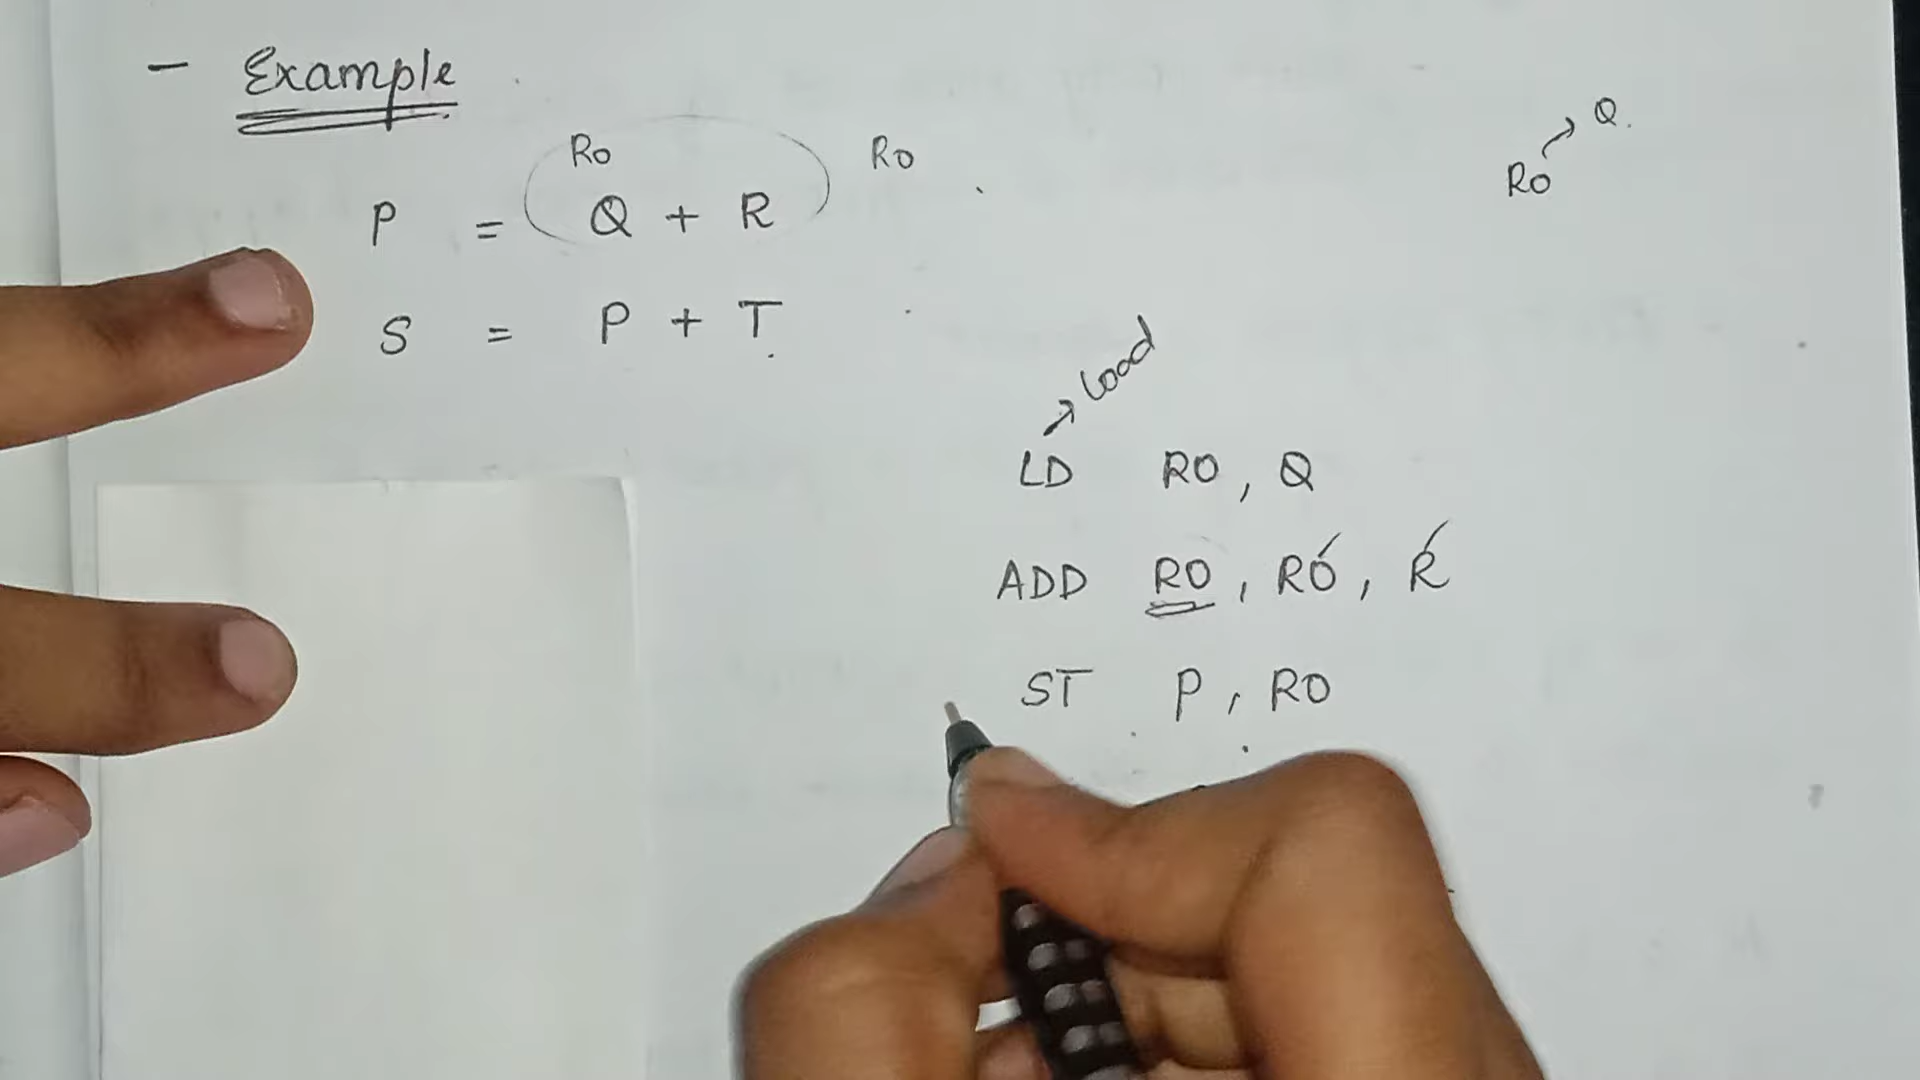 - Example
Ro Ro
P = Q + R
S = P + T
Ro → Q.
→ Load
LD RO, Q
ADD RO, RO, R
ST P, RO